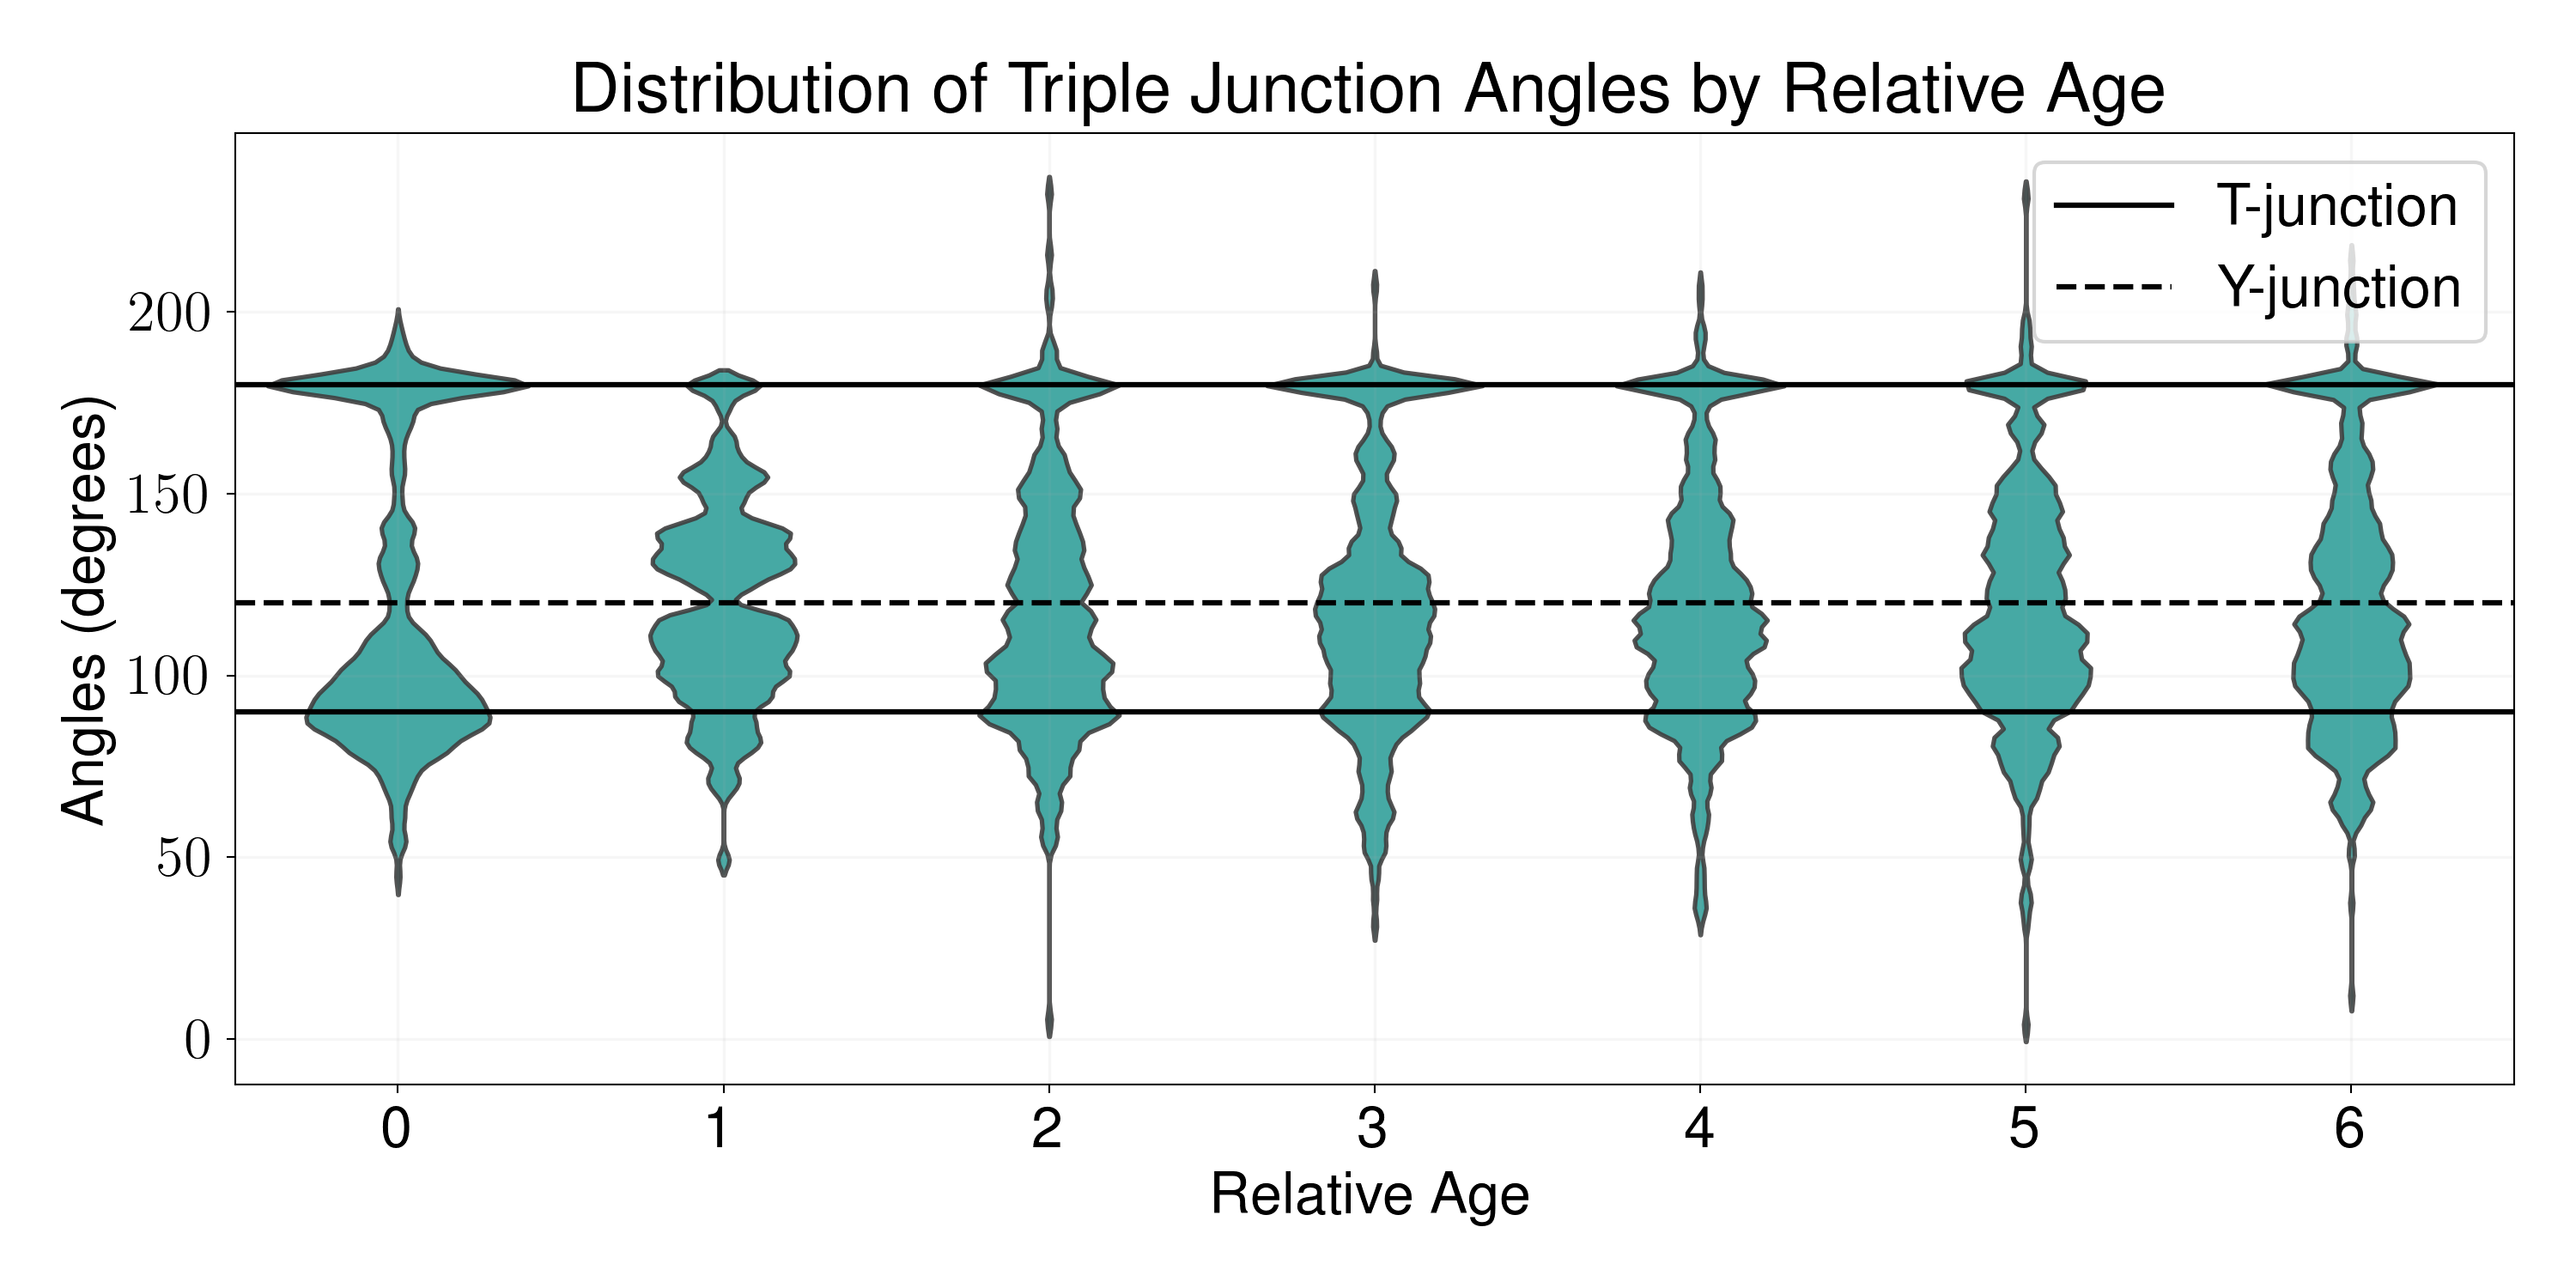 Distribution of Triple Junction Angles by Relative Age
T-junction
Y-junction
Angles (degrees)
200
150
100
50
0
0 1 2 3 4 5 6
Relative Age